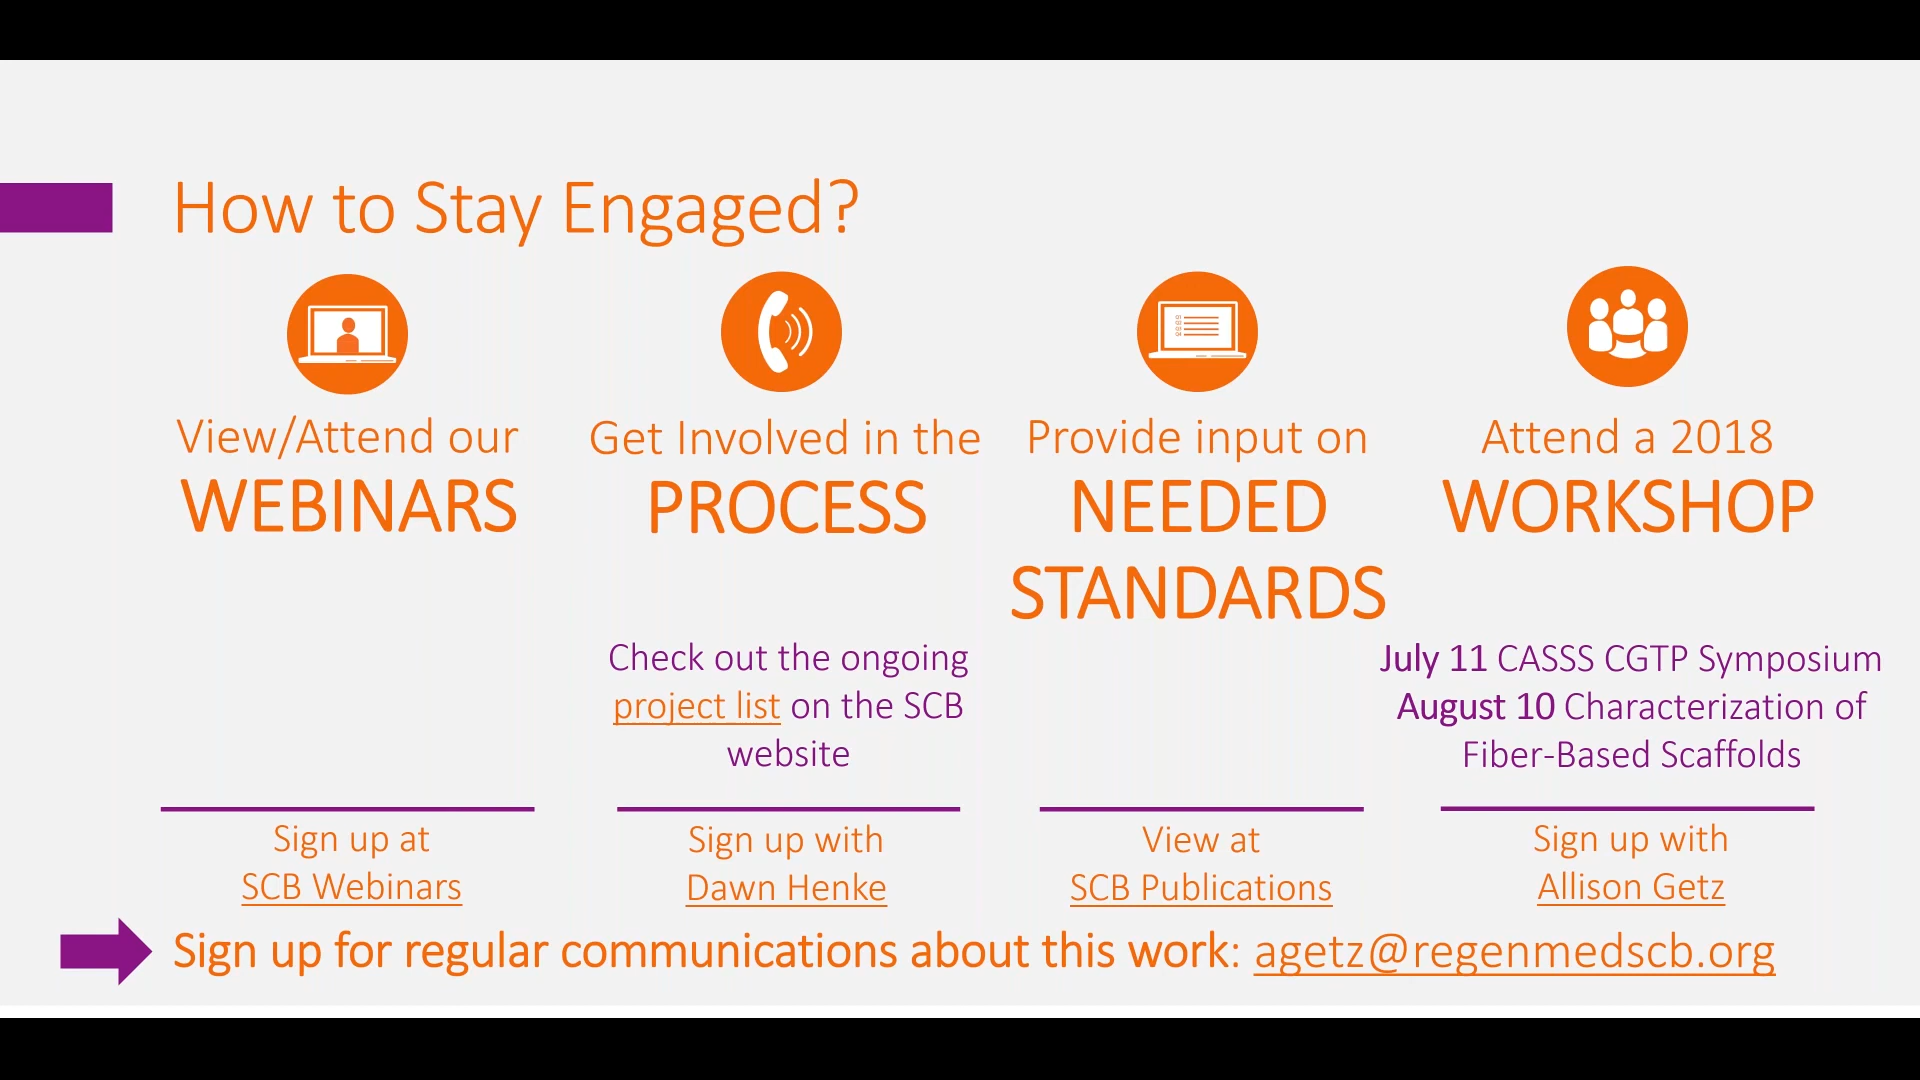 How to Stay Engaged?
View/Attend our
WEBINARS
Sign up at
SCB Webinars
Get Involved in the
PROCESS
Check out the ongoing
project list on the SCB
website
Sign up with
Dawn Henke
Provide input on
NEEDED
STANDARDS
View at
SCB Publications
Attend a 2018
WORKSHOP
July 11 CASSS CGTP Symposium
August 10 Characterization of
Fiber-Based Scaffolds
Sign up with
Allison Getz
Sign up for regular communications about this work: agetz@regenmedscb.org